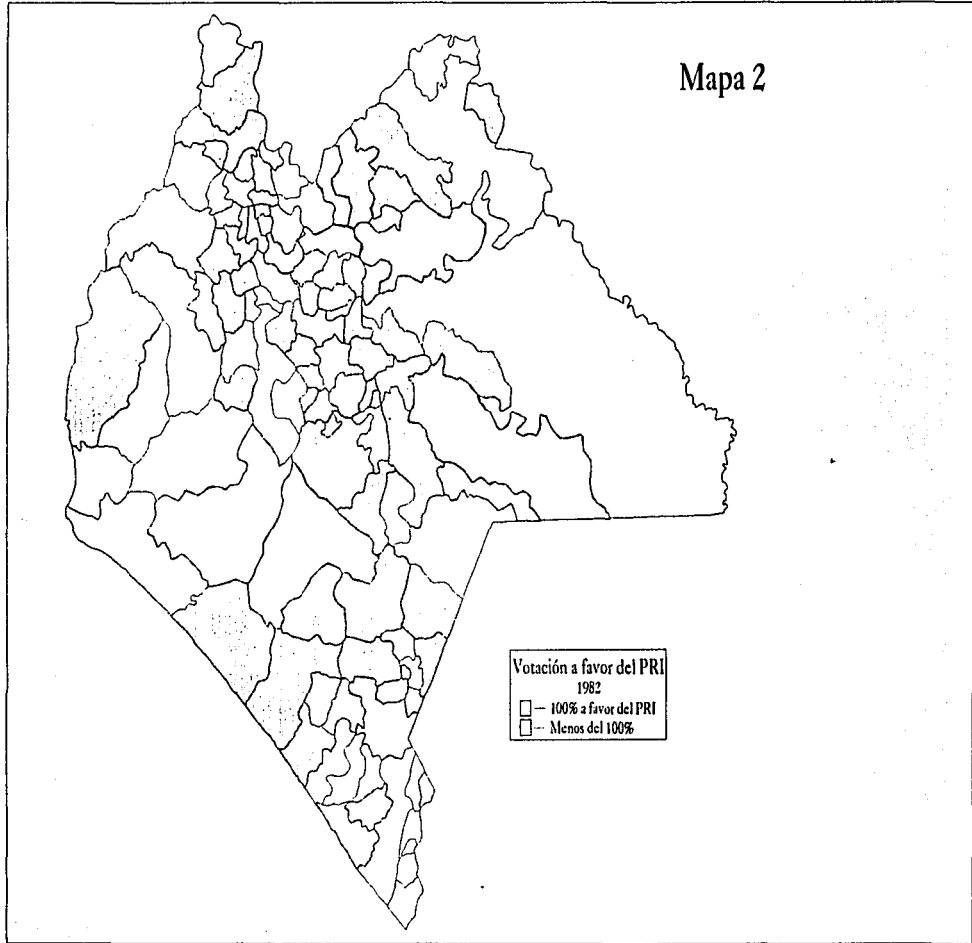 Mapa 2
Votación a favor del PRI
1982
— 100% a favor del PRI
— Menos del 100%